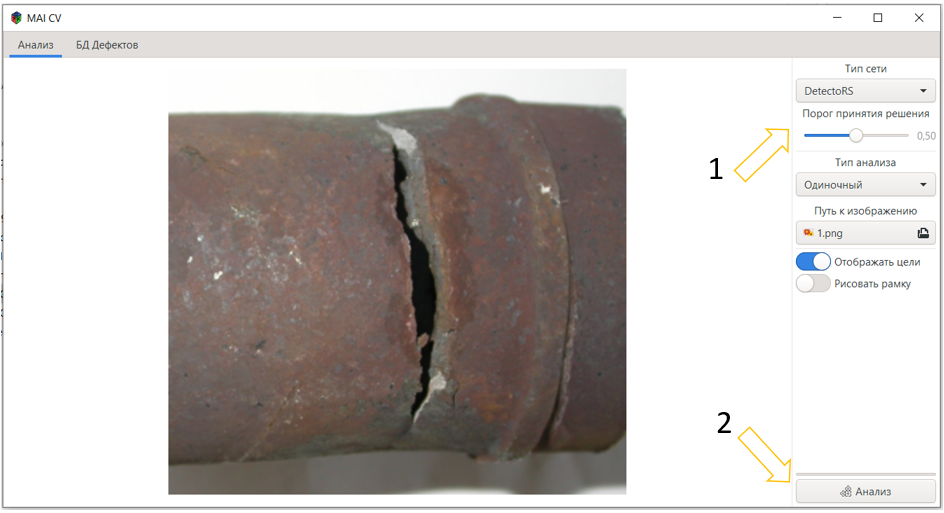 MAI CV
Анализ БД Дефектов
Тип сети
DetectoRS
Порог принятия решения
0,50
1
Тип анализа
Одиночный
Путь к изображению
1.png
Отображать цели
Рисовать рамку
2
Анализ